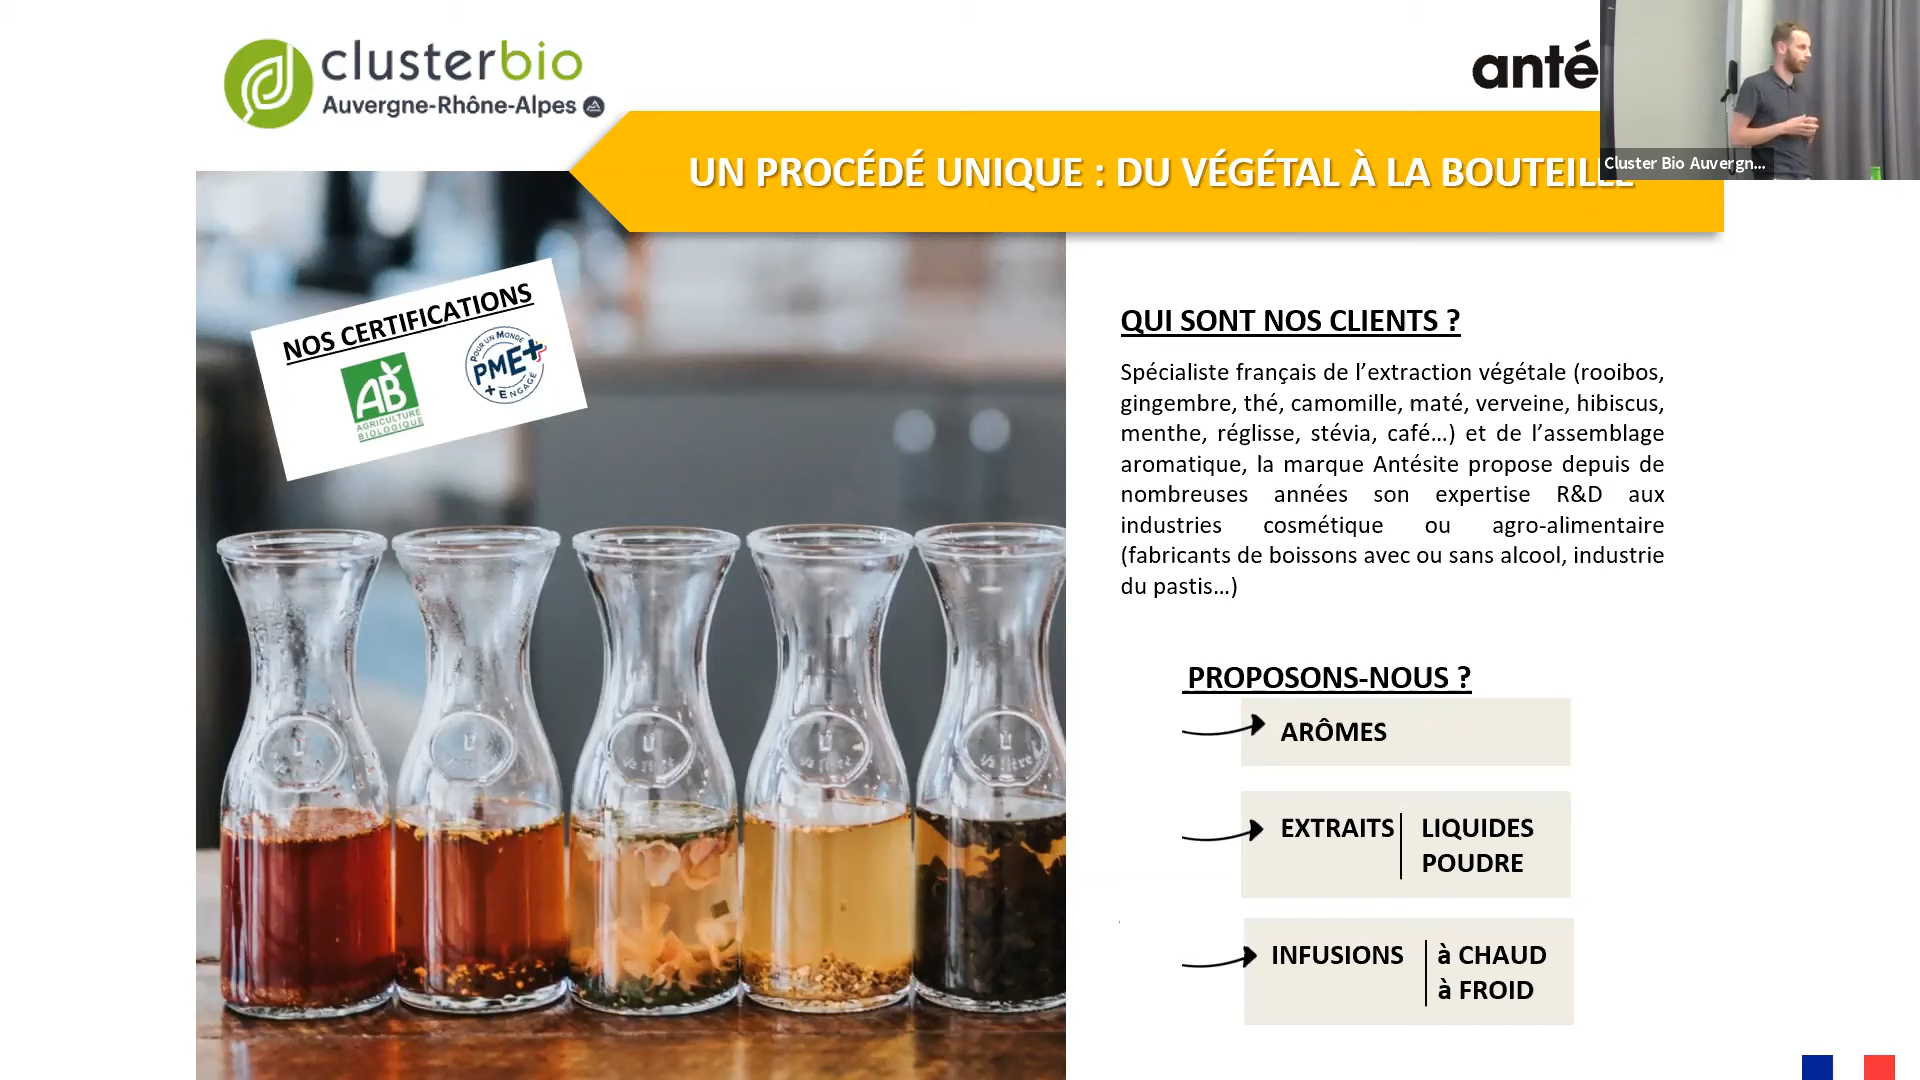 clusterbio
Auvergne-Rhône-Alpes
anté
UN PROCÉDÉ UNIQUE : DU VÉGÉTAL À LA BOUTEILLE
Cluster Bio Auvergn...
NOS CERTIFICATIONS
AB
AGRICULTURE
BIOLOGIQUE
POUR UN MONDE
PME+
+ ENGAGÉ
QUI SONT NOS CLIENTS ?
Spécialiste français de l’extraction végétale (rooibos,
gingembre, thé, camomille, maté, verveine, hibiscus,
menthe, réglisse, stévia, café…) et de l’assemblage
aromatique, la marque Antésite propose depuis de
nombreuses années son expertise R&D aux
industries cosmétique ou agro-alimentaire
(fabricants de boissons avec ou sans alcool, industrie
du pastis…)
PROPOSONS-NOUS ?
ARÔMES
EXTRAITS
LIQUIDES
POUDRE
INFUSIONS
à CHAUD
à FROID